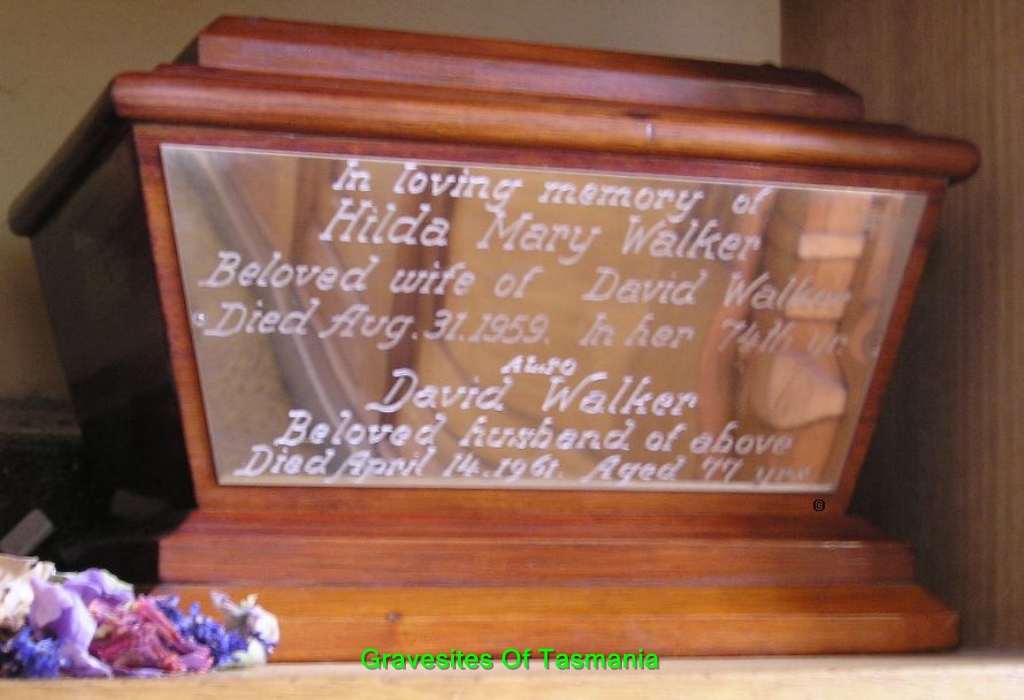 In loving memory of
Hilda Mary Walker
Beloved wife of David Walker
Died Aug. 31. 1959. In her 74th yr.
ALSO
David Walker
Beloved husband of above
Died April 14. 1961. Aged 77 yrs
©
Gravesites Of Tasmania